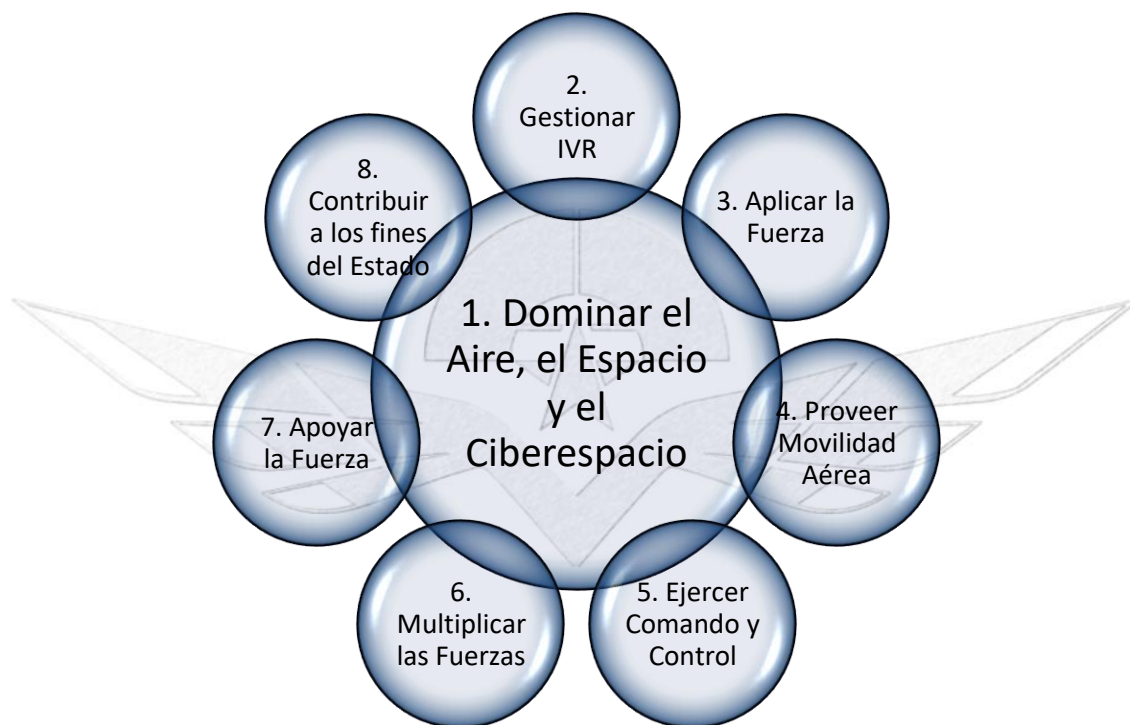 1. Dominar el
Aire, el Espacio
y el
Ciberespacio
2.
Gestionar
IVR
3. Aplicar la
Fuerza
4. Proveer
Movilidad
Aérea
5. Ejercer
Comando y
Control
6.
Multiplicar
las Fuerzas
7. Apoyar
la Fuerza
8.
Contribuir
a los fines
del Estado